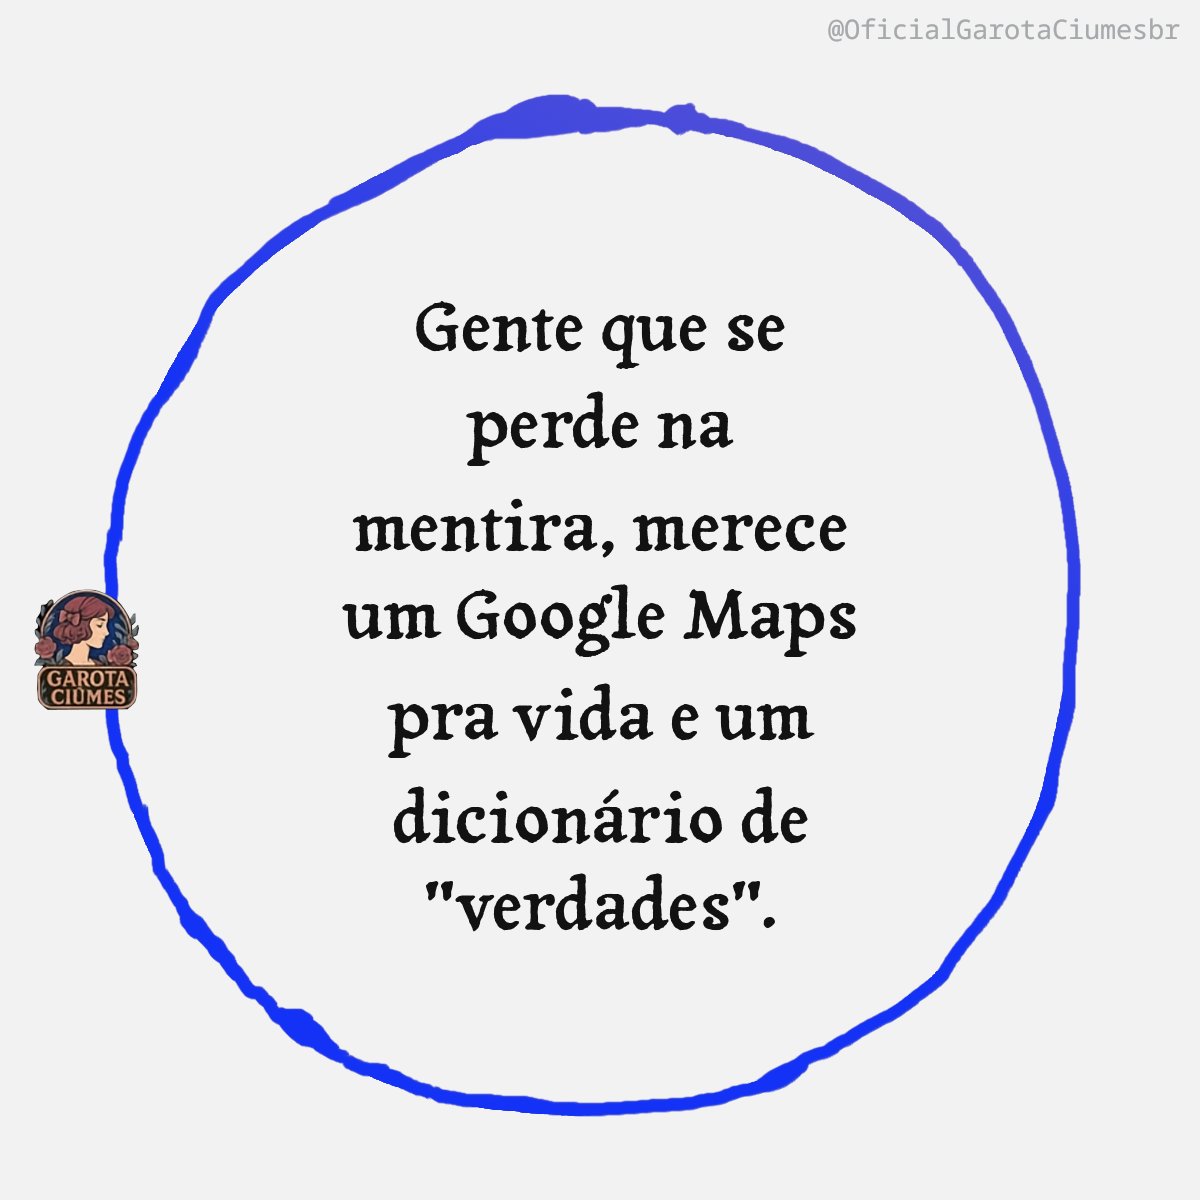 @OficialGarotaCiumesbr
Gente que se
perde na
mentira, merece
um Google Maps
pra vida e um
dicionário de
"verdades".
GAROTA
CIÚMES